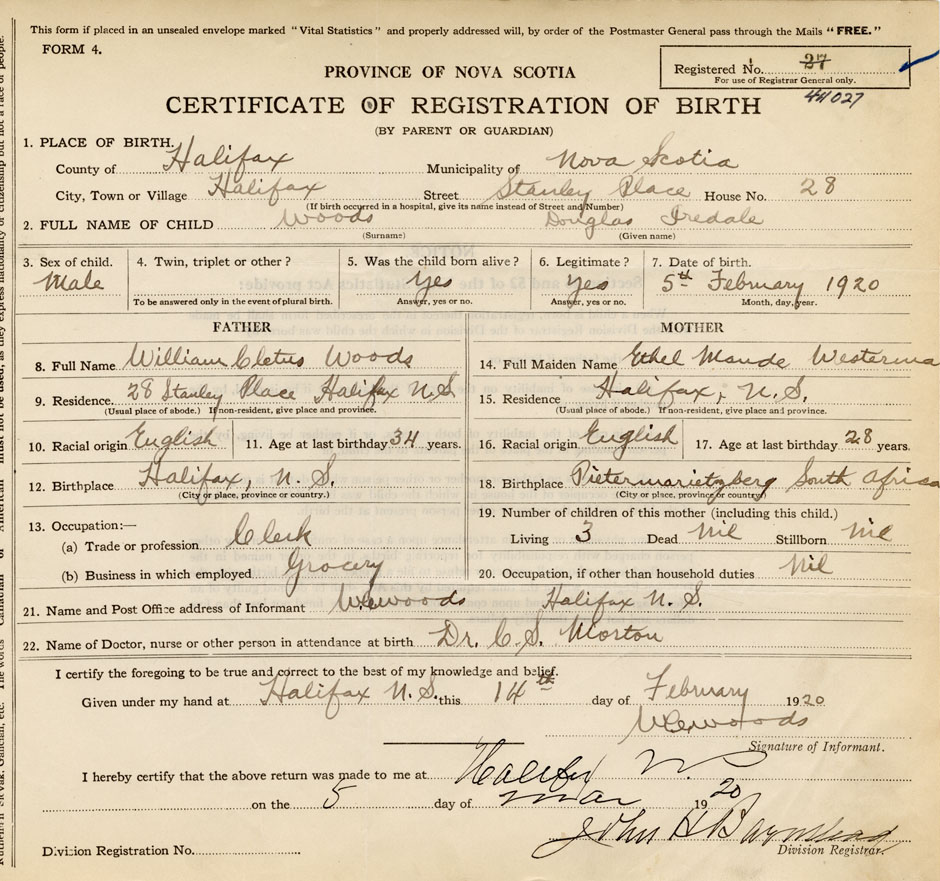 This form if placed in an unsealed envelope marked "Vital Statistics" and properly addressed will, by order of the Postmaster General pass through the Mails "FREE."
FORM 4.
Registered No. 27
For use of Registrar General only.
44027
PROVINCE OF NOVA SCOTIA
CERTIFICATE OF REGISTRATION OF BIRTH
(BY PARENT OR GUARDIAN)
1. PLACE OF BIRTH.
County of Halifax Municipality of Nova Scotia
City, Town or Village Halifax Street Stanley Place House No. 28
(If birth occurred in a hospital, give its name instead of Street and Number)
2. FULL NAME OF CHILD Woods Douglas Iredale
(Surname) (Given name)
3. Sex of child. 4. Twin, triplet or other? 5. Was the child born alive? 6. Legitimate? 7. Date of birth.
Male Yes Yes 5th February 1920
To be answered only in the event of plural birth. Answer, yes or no. Answer, yes or no. Month, day, year.
FATHER
8. Full Name William Cletus Woods
9. Residence. 28 Stanley Place Halifax N.S.
(Usual place of abode.) If non-resident, give place and province.
10. Racial origin English 11. Age at last birthday 34 years.
12. Birthplace Halifax, N.S.
(City or place, province or country.)
13. Occupation:—
(a) Trade or profession Clerk
(b) Business in which employed Grocery
MOTHER
14. Full Maiden Name Ethel Maude Westerma
15. Residence Halifax, N.S.
(Usual place of abode.) If non-resident, give place and province.
16. Racial origin English 17. Age at last birthday 28 years.
18. Birthplace Pietermaritzberg South Africa
(City or place, province or country)
19. Number of children of this mother (including this child.)
Living 3 Dead Nil Stillborn Nil
20. Occupation, if other than household duties Nil
21. Name and Post Office address of Informant W C Woods Halifax N.S.
22. Name of Doctor, nurse or other person in attendance at birth Dr. C.S. Morton
I certify the foregoing to be true and correct to the best of my knowledge and belief.
Given under my hand at Halifax N.S. this 14th day of February 1920
W C Woods
Signature of Informant.
I hereby certify that the above return was made to me at Halifax N.S.
on the 5 day of Mar 1920
John H Barnstead
Division Registration No. Division Registrar.